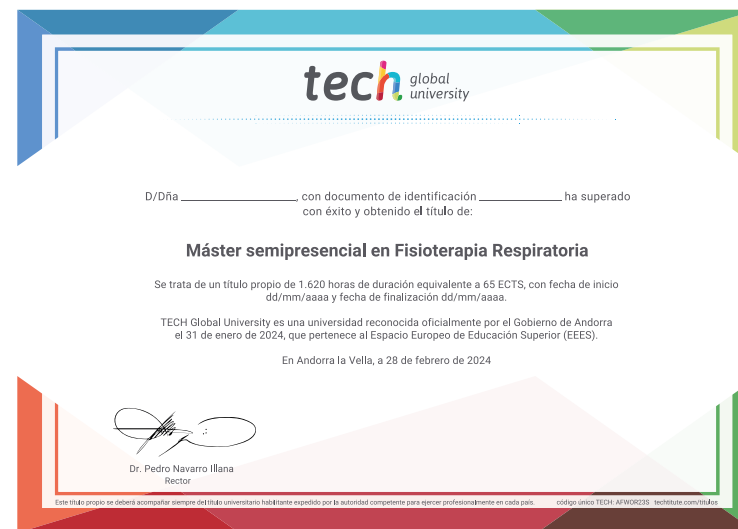 tech global university
D/Dña ____________, con documento de identificación ____________ ha superado
con éxito y obtenido el título de:
Máster semipresencial en Fisioterapia Respiratoria
Se trata de un título propio de 1.620 horas de duración equivalente a 65 ECTS, con fecha de inicio
dd/mm/aaaa y fecha de finalización dd/mm/aaaa.
TECH Global University es una universidad reconocida oficialmente por el Gobierno de Andorra
el 31 de enero de 2024, que pertenece al Espacio Europeo de Educación Superior (EEES).
En Andorra la Vella, a 28 de febrero de 2024
Dr. Pedro Navarro Illana
Rector
Este título propio se deberá acompañar siempre del título universitario habilitante expedido por la autoridad competente para ejercer profesionalmente en cada país. código único TECH: AFWOR23S techtitute.com/titulos